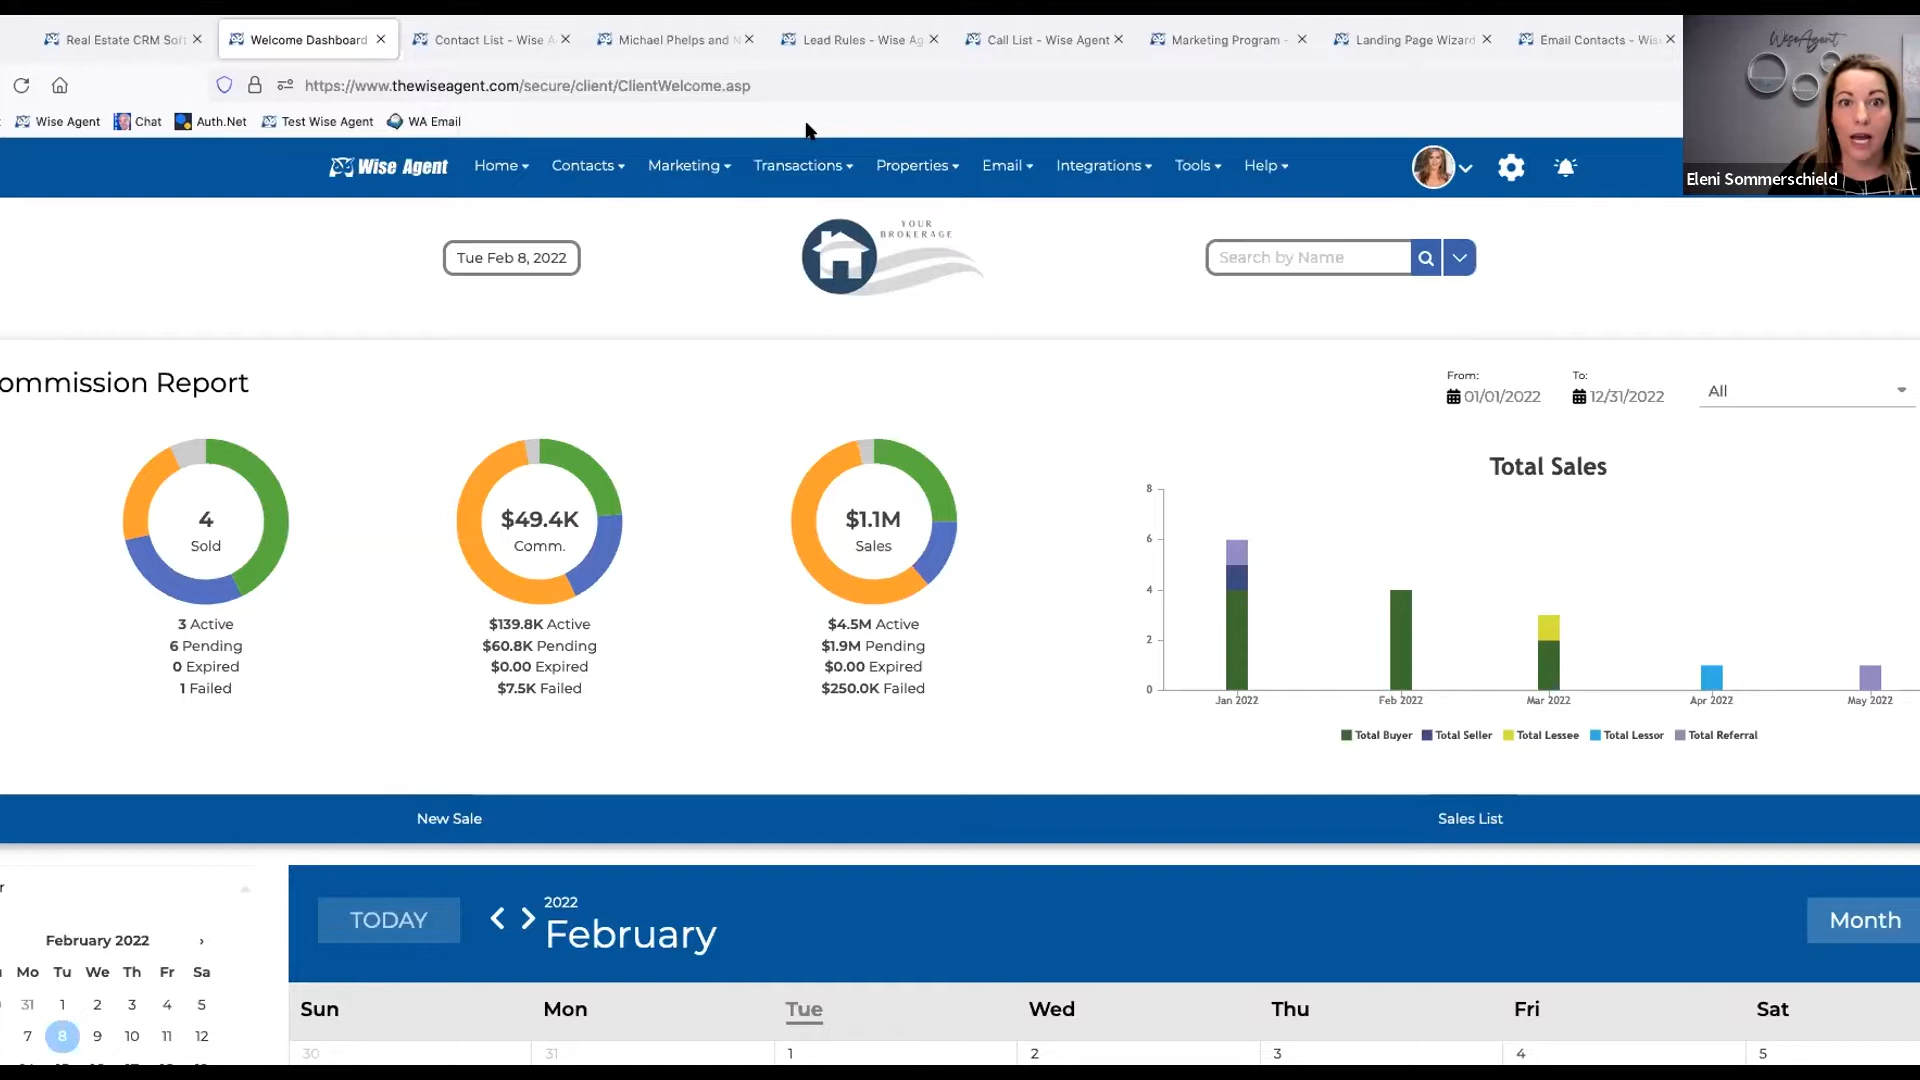 Real Estate CRM Sof
Welcome Dashboard
Contact List - Wise A
Michael Phelps and N
Lead Rules - Wise Ag
Call List - Wise Agent
Marketing Program -
Landing Page Wizard
Email Contacts - Wis
https://www.thewiseagent.com/secure/client/ClientWelcome.asp
Wise Agent
Chat
Auth.Net
Test Wise Agent
WA Email
WiseAgent
Eleni Sommerschield
Wise Agent
Home
Contacts
Marketing
Transactions
Properties
Email
Integrations
Tools
Help
Tue Feb 8, 2022
YOUR
BROKERAGE
Search by Name
ommission Report
From:
01/01/2022
To:
12/31/2022
All
4
Sold
3 Active
6 Pending
0 Expired
1 Failed
$49.4K
Comm.
$139.8K Active
$60.8K Pending
$0.00 Expired
$7.5K Failed
$1.1M
Sales
$4.5M Active
$1.9M Pending
$0.00 Expired
$250.0K Failed
Total Sales
8
6
4
2
0
Jan 2022
Feb 2022
Mar 2022
Apr 2022
May 2022
Total Buyer
Total Seller
Total Lessee
Total Lessor
Total Referral
New Sale
Sales List
r
February 2022
Mo Tu We Th Fr Sa
31 1 2 3 4 5
7 8 9 10 11 12
TODAY
2022
February
Month
Sun Mon Tue Wed Thu Fri Sat
30 31 1 2 3 4 5